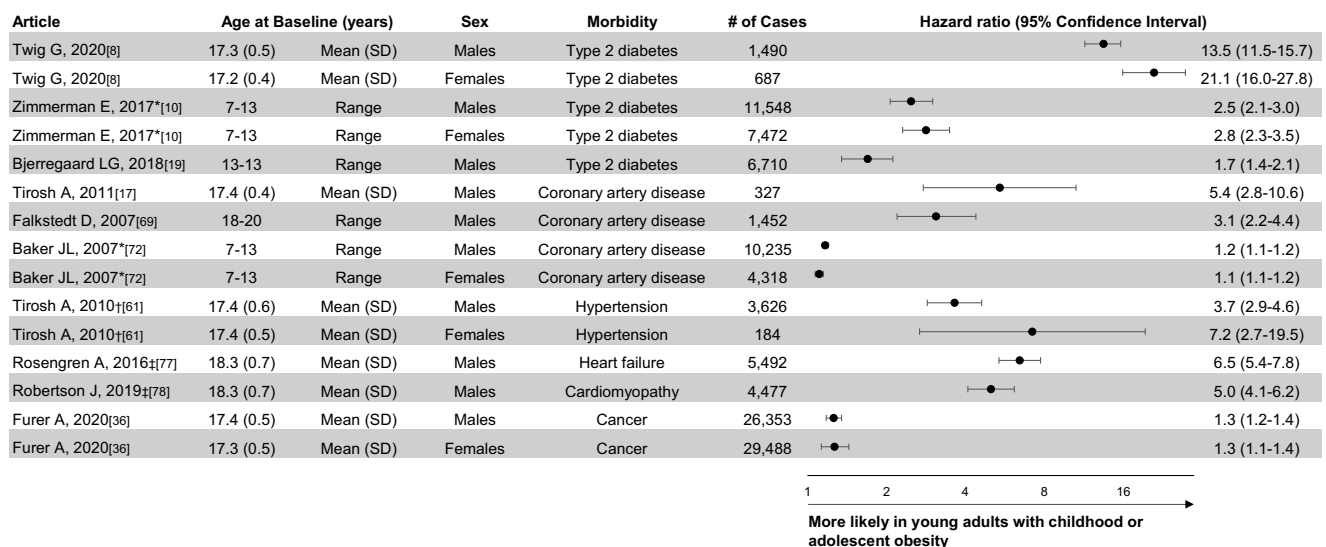 Article Age at Baseline (years) Sex Morbidity # of Cases Hazard ratio (95% Confidence Interval)
Twig G, 2020[8] 17.3 (0.5) Mean (SD) Males Type 2 diabetes 1,490 13.5 (11.5-15.7)
Twig G, 2020[8] 17.2 (0.4) Mean (SD) Females Type 2 diabetes 687 21.1 (16.0-27.8)
Zimmerman E, 2017*[10] 7-13 Range Males Type 2 diabetes 11,548 2.5 (2.1-3.0)
Zimmerman E, 2017*[10] 7-13 Range Females Type 2 diabetes 7,472 2.8 (2.3-3.5)
Bjerregaard LG, 2018[19] 13-13 Range Males Type 2 diabetes 6,710 1.7 (1.4-2.1)
Tirosh A, 2011[17] 17.4 (0.4) Mean (SD) Males Coronary artery disease 327 5.4 (2.8-10.6)
Falkstedt D, 2007[69] 18-20 Range Males Coronary artery disease 1,452 3.1 (2.2-4.4)
Baker JL, 2007*[72] 7-13 Range Males Coronary artery disease 10,235 1.2 (1.1-1.2)
Baker JL, 2007*[72] 7-13 Range Females Coronary artery disease 4,318 1.1 (1.1-1.2)
Tirosh A, 2010†[61] 17.4 (0.6) Mean (SD) Males Hypertension 3,626 3.7 (2.9-4.6)
Tirosh A, 2010†[61] 17.4 (0.5) Mean (SD) Females Hypertension 184 7.2 (2.7-19.5)
Rosengren A, 2016‡[77] 18.3 (0.7) Mean (SD) Males Heart failure 5,492 6.5 (5.4-7.8)
Robertson J, 2019‡[78] 18.3 (0.7) Mean (SD) Males Cardiomyopathy 4,477 5.0 (4.1-6.2)
Furer A, 2020[36] 17.4 (0.5) Mean (SD) Males Cancer 26,353 1.3 (1.2-1.4)
Furer A, 2020[36] 17.3 (0.5) Mean (SD) Females Cancer 29,488 1.3 (1.1-1.4)
1 2 4 8 16
More likely in young adults with childhood or
adolescent obesity